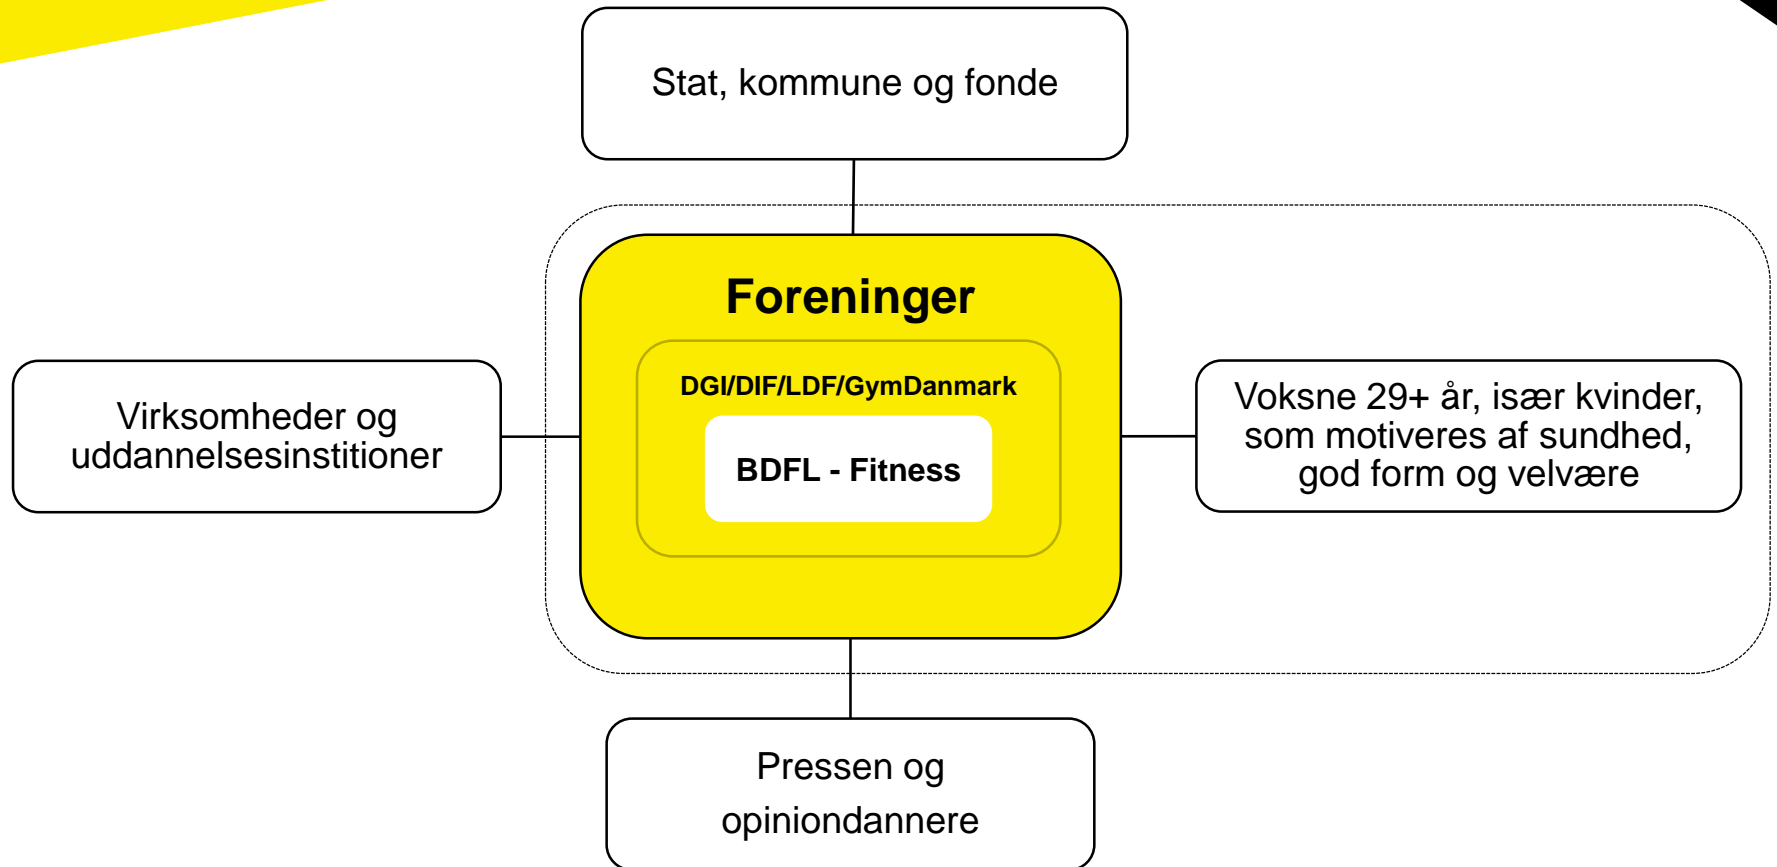 Stat, kommune og fonde
Foreninger
DGI/DIF/LDF/GymDanmark
BDFL - Fitness
Virksomheder og
uddannelsesinstitioner
Voksne 29+ år, især kvinder,
som motiveres af sundhed,
god form og velvære
Pressen og
opiniondannere